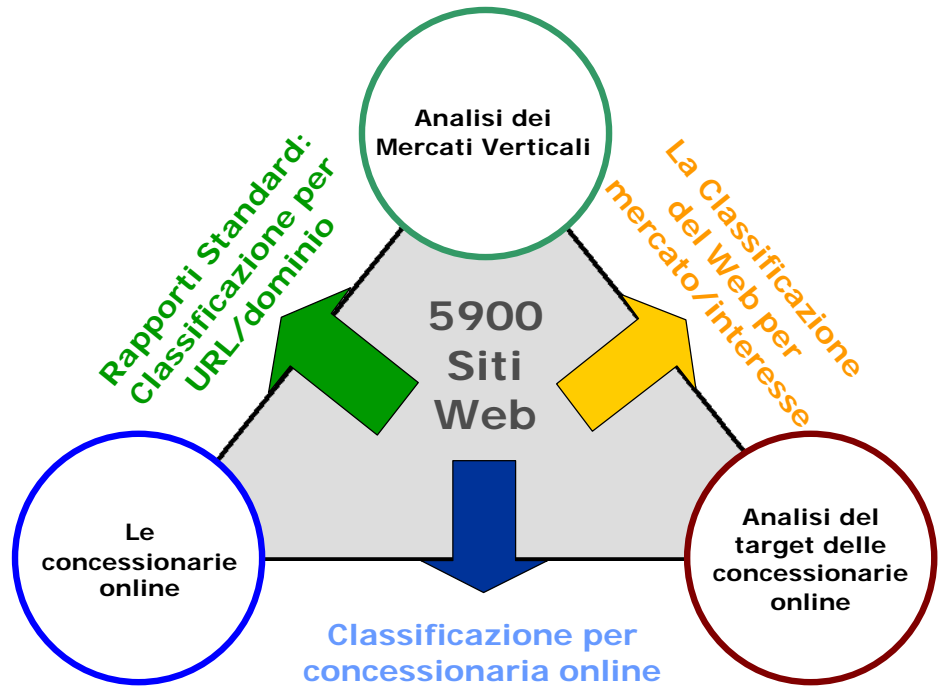 Analisi dei
Mercati Verticali
Rapporti Standard:
Classificazione per
URL/dominio
La Classificazione
del Web per
mercato/interesse
5900
Siti
Web
Le
concessionarie
online
Analisi del
target delle
concessionarie
online
Classificazione per
concessionaria online